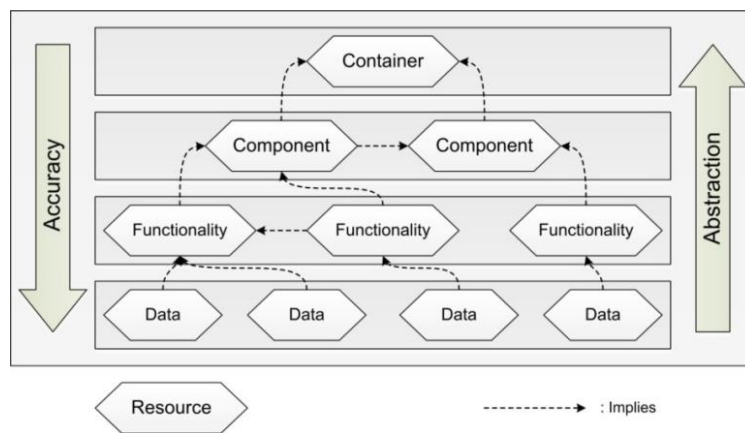 Container
Component Component
Accuracy
Abstraction
Functionality Functionality Functionality
Data Data Data Data
Resource
: Implies